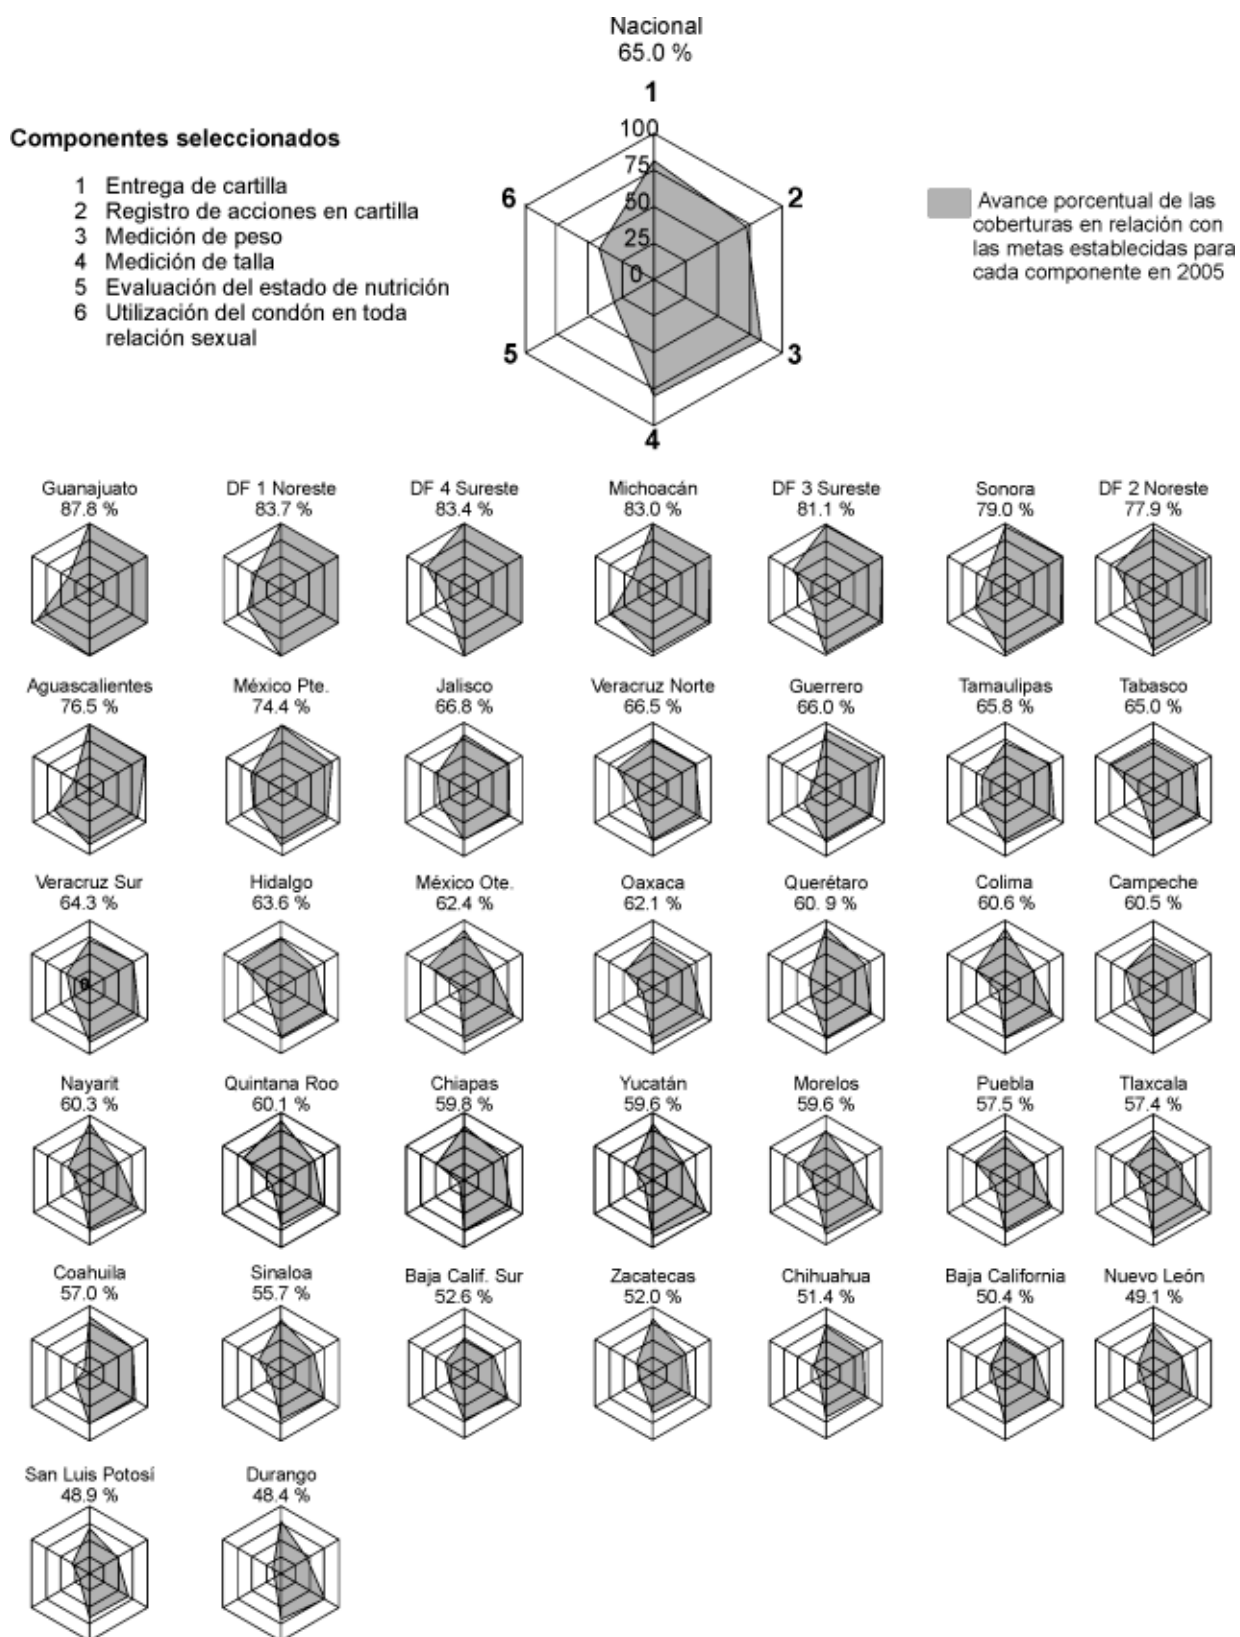 Nacional
65.0 %
1
100
75
50
25
0
2
3
4
5
6
Componentes seleccionados
1 Entrega de cartilla
2 Registro de acciones en cartilla
3 Medición de peso
4 Medición de talla
5 Evaluación del estado de nutrición
6 Utilización del condón en toda
relación sexual
Avance porcentual de las
coberturas en relación con
las metas establecidas para
cada componente en 2005
Guanajuato
87.8 %
DF 1 Noreste
83.7 %
DF 4 Sureste
83.4 %
Michoacán
83.0 %
DF 3 Sureste
81.1 %
Sonora
79.0 %
DF 2 Noreste
77.9 %
Aguascalientes
76.5 %
México Pte.
74.4 %
Jalisco
66.8 %
Veracruz Norte
66.5 %
Guerrero
66.0 %
Tamaulipas
65.8 %
Tabasco
65.0 %
Veracruz Sur
64.3 %
0
Hidalgo
63.6 %
México Ote.
62.4 %
Oaxaca
62.1 %
Querétaro
60. 9 %
Colima
60.6 %
Campeche
60.5 %
Nayarit
60.3 %
Quintana Roo
60.1 %
Chiapas
59.8 %
Yucatán
59.6 %
Morelos
59.6 %
Puebla
57.5 %
Tlaxcala
57.4 %
Coahuila
57.0 %
Sinaloa
55.7 %
Baja Calif. Sur
52.6 %
Zacatecas
52.0 %
Chihuahua
51.4 %
Baja California
50.4 %
Nuevo León
49.1 %
San Luis Potosí
48.9 %
Durango
48.4 %